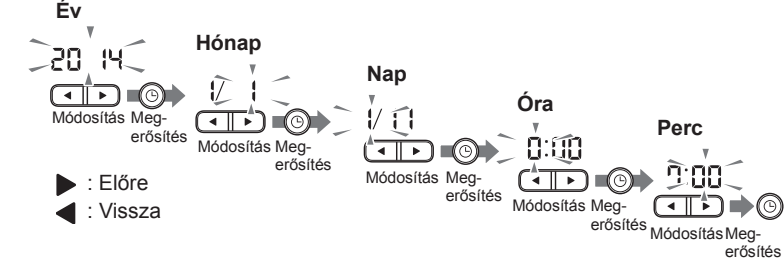 Év
20 14
Módosítás Meg-
erősítés
Hónap
1/ 1
Módosítás Meg-
erősítés
Nap
1/
Módosítás Meg-
erősítés
Óra
0:00
Módosítás Meg-
erősítés
Perc
7:00
Módosítás Meg-
erősítés
▶ : Előre
◀ : Vissza